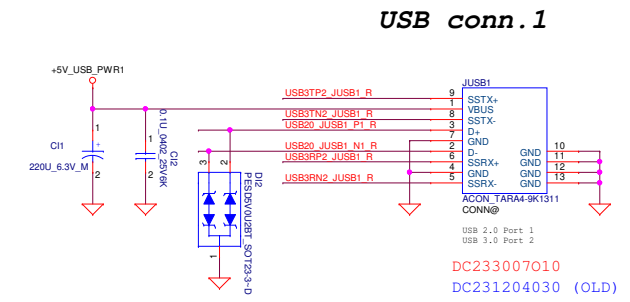 USB conn.1
+5V_USB_PWR1
JUSB1
USB3TP2_JUSB1_R 9 SSTX+
1 VBUS
USB3TN2_JUSB1_R 8 SSTX-
USB20_JUSB1_P1_R 3 D+
7 GND
USB20_JUSB1_N1_R 2 D- GND 10
USB3RP2_JUSB1_R 6 SSRX+ GND 11
4 GND GND 12
USB3RN2_JUSB1_R 5 SSRX- GND 13
ACON_TARA4-9K1311
CONN@
1
+
CI1
220U_6.3V_M
2
0.1U_0402_25V6K
1
CI2
2
3
2
1
DI2
PESD5V0U2BT_SOT23-3~D
USB 2.0 Port 1
USB 3.0 Port 2
DC233007O10
DC231204030 (OLD)